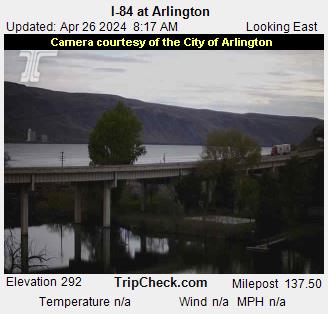 I-84 at Arlington
Updated: Apr 26 2024 8:17 AM Looking East
Camera courtesy of the City of Arlington
Elevation 292 TripCheck.com Milepost 137.50
Temperature n/a Wind n/a MPH n/a